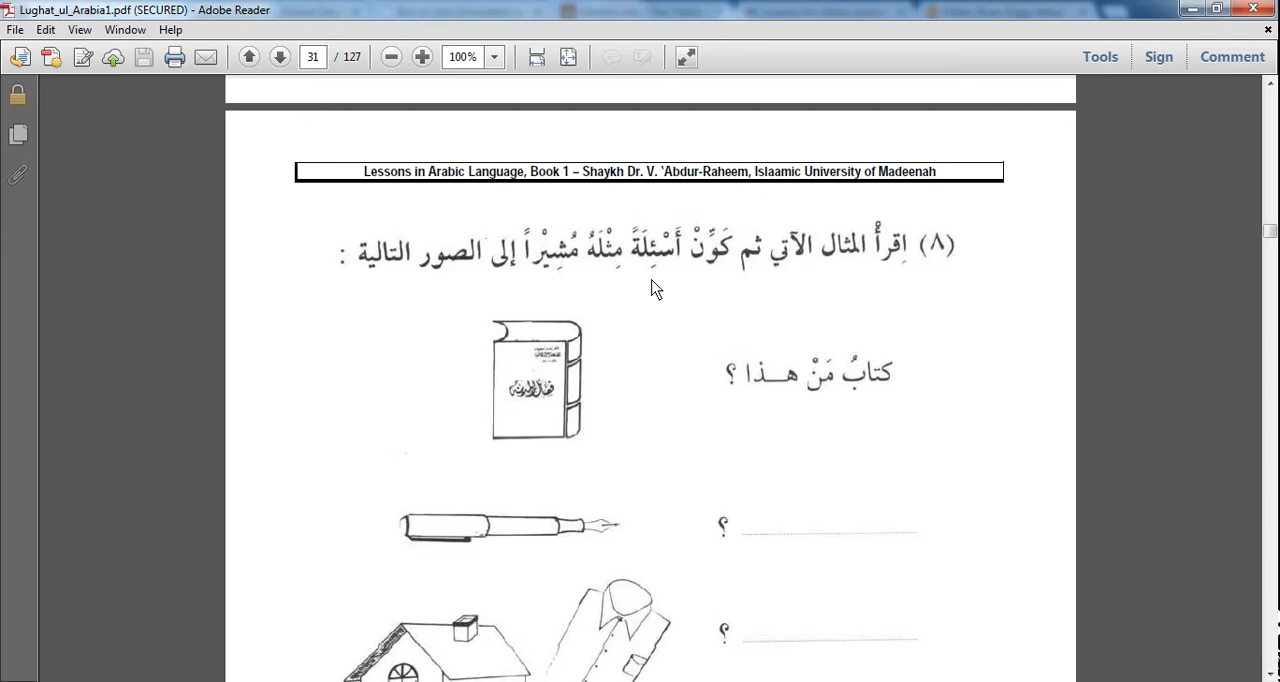 Lughat_ul_Arabia1.pdf (SECURED) - Adobe Reader
File Edit View Window Help
31 / 127 100% Tools Sign Comment
Lessons in Arabic Language, Book 1 – Shaykh Dr. V. ‛Abdur-Raheem, Islaamic University of Madeenah
(٨) اِقرأْ المثال الآتي ثم كَوِّنْ أَسْئِلَةً مِثْلَهُ مُشِيْراً إلى الصور التالية :
كتابُ مَنْ هـــذا ؟
؟
؟